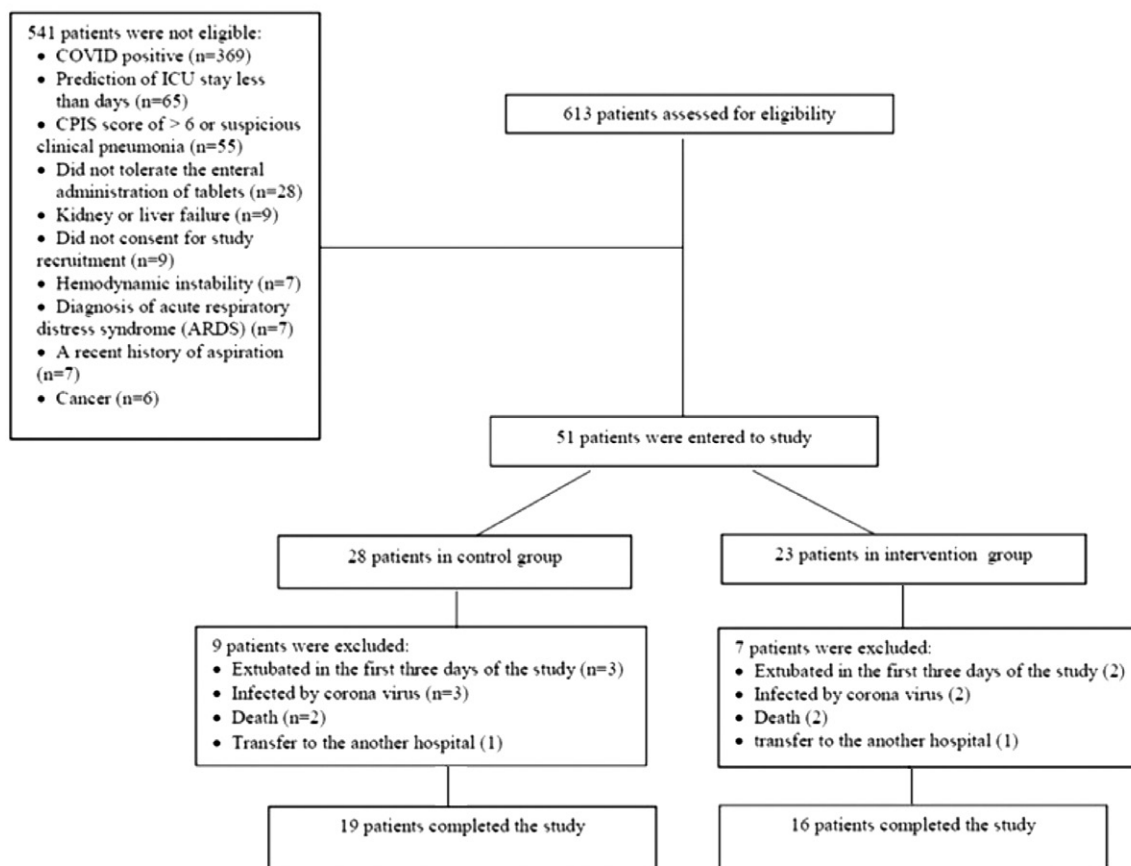 541 patients were not eligible:
• COVID positive (n=369)
• Prediction of ICU stay less
than days (n=65)
• CPIS score of > 6 or suspicious
clinical pneumonia (n=55)
• Did not tolerate the enteral
administration of tablets (n=28)
• Kidney or liver failure (n=9)
• Did not consent for study
recruitment (n=9)
• Hemodynamic instability (n=7)
• Diagnosis of acute respiratory
distress syndrome (ARDS) (n=7)
• A recent history of aspiration
(n=7)
• Cancer (n=6)
613 patients assessed for eligibility
51 patients were entered to study
28 patients in control group
23 patients in intervention group
9 patients were excluded:
• Extubated in the first three days of the study (n=3)
• Infected by corona virus (n=3)
• Death (n=2)
• Transfer to the another hospital (1)
7 patients were excluded:
• Extubated in the first three days of the study (2)
• Infected by corona virus (2)
• Death (2)
• transfer to the another hospital (1)
19 patients completed the study
16 patients completed the study